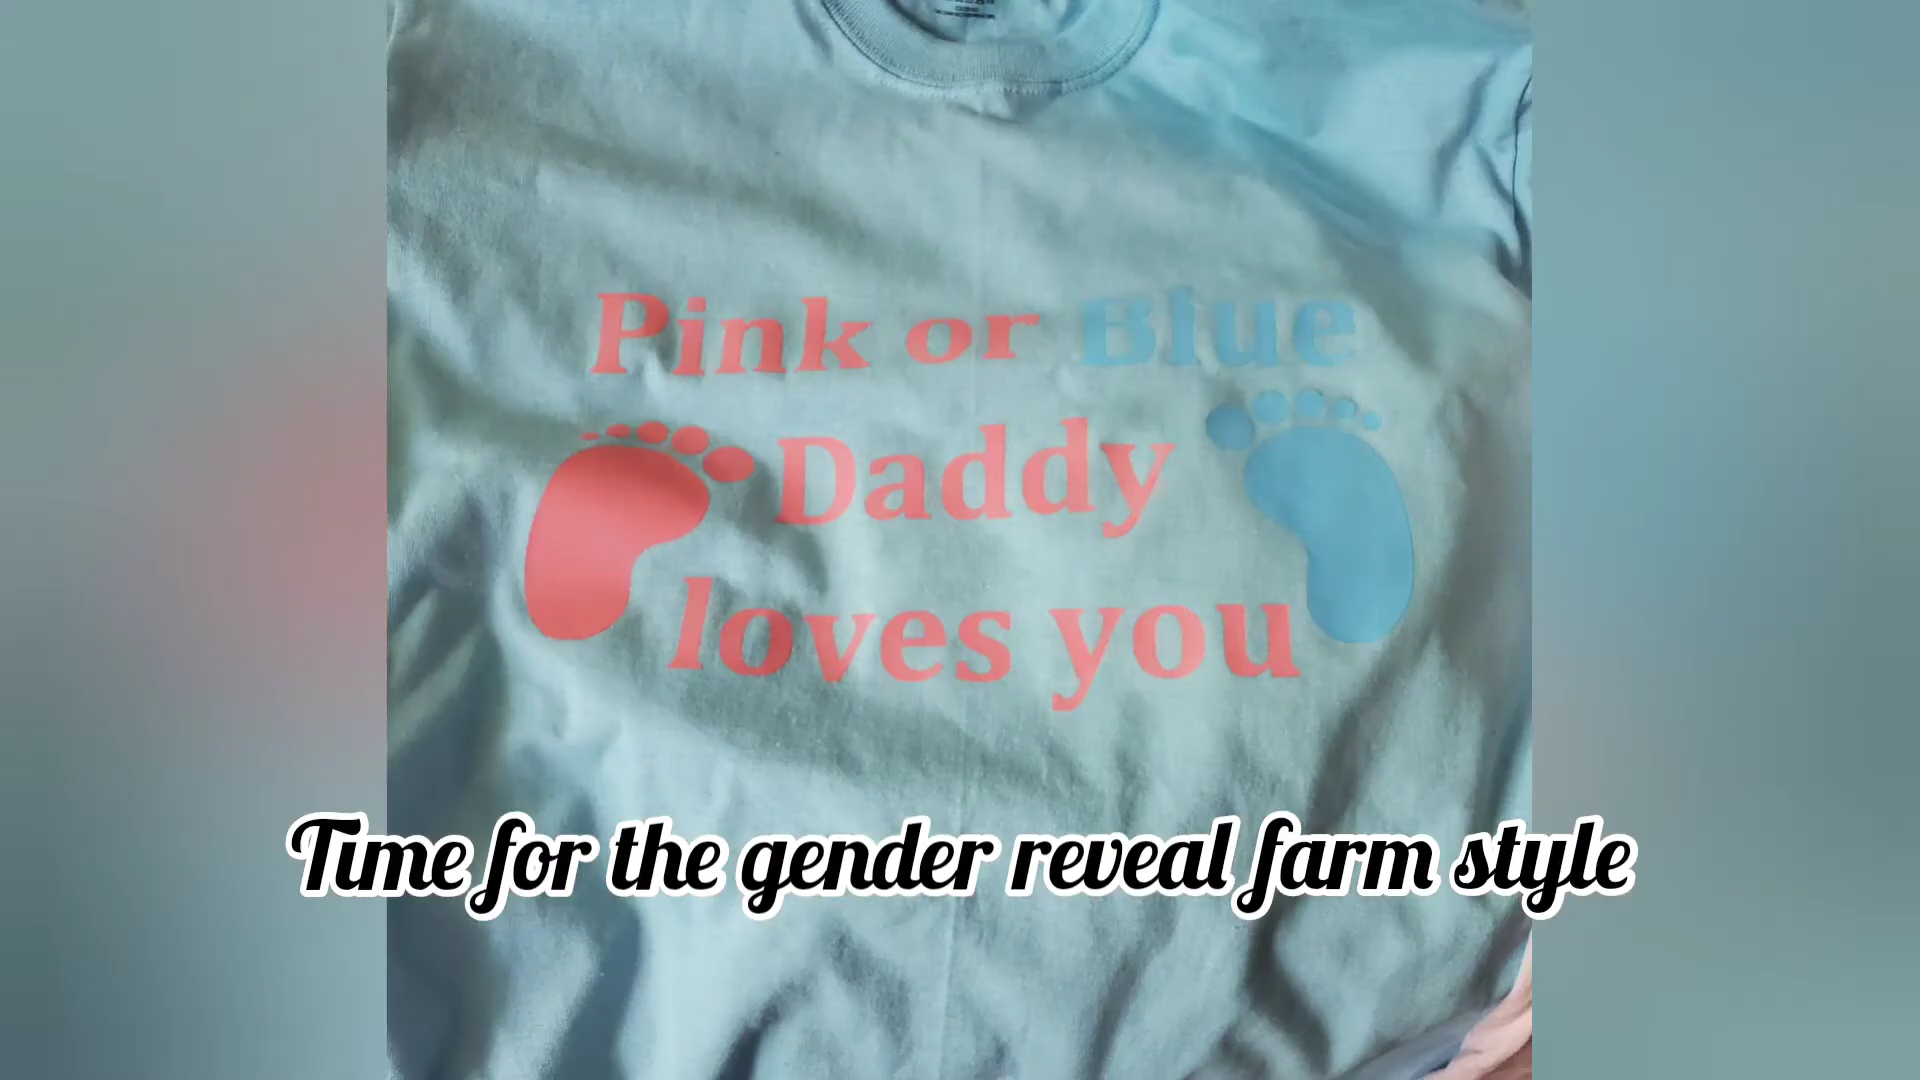 Pink or Blue
Daddy
loves you
Time for the gender reveal farm style